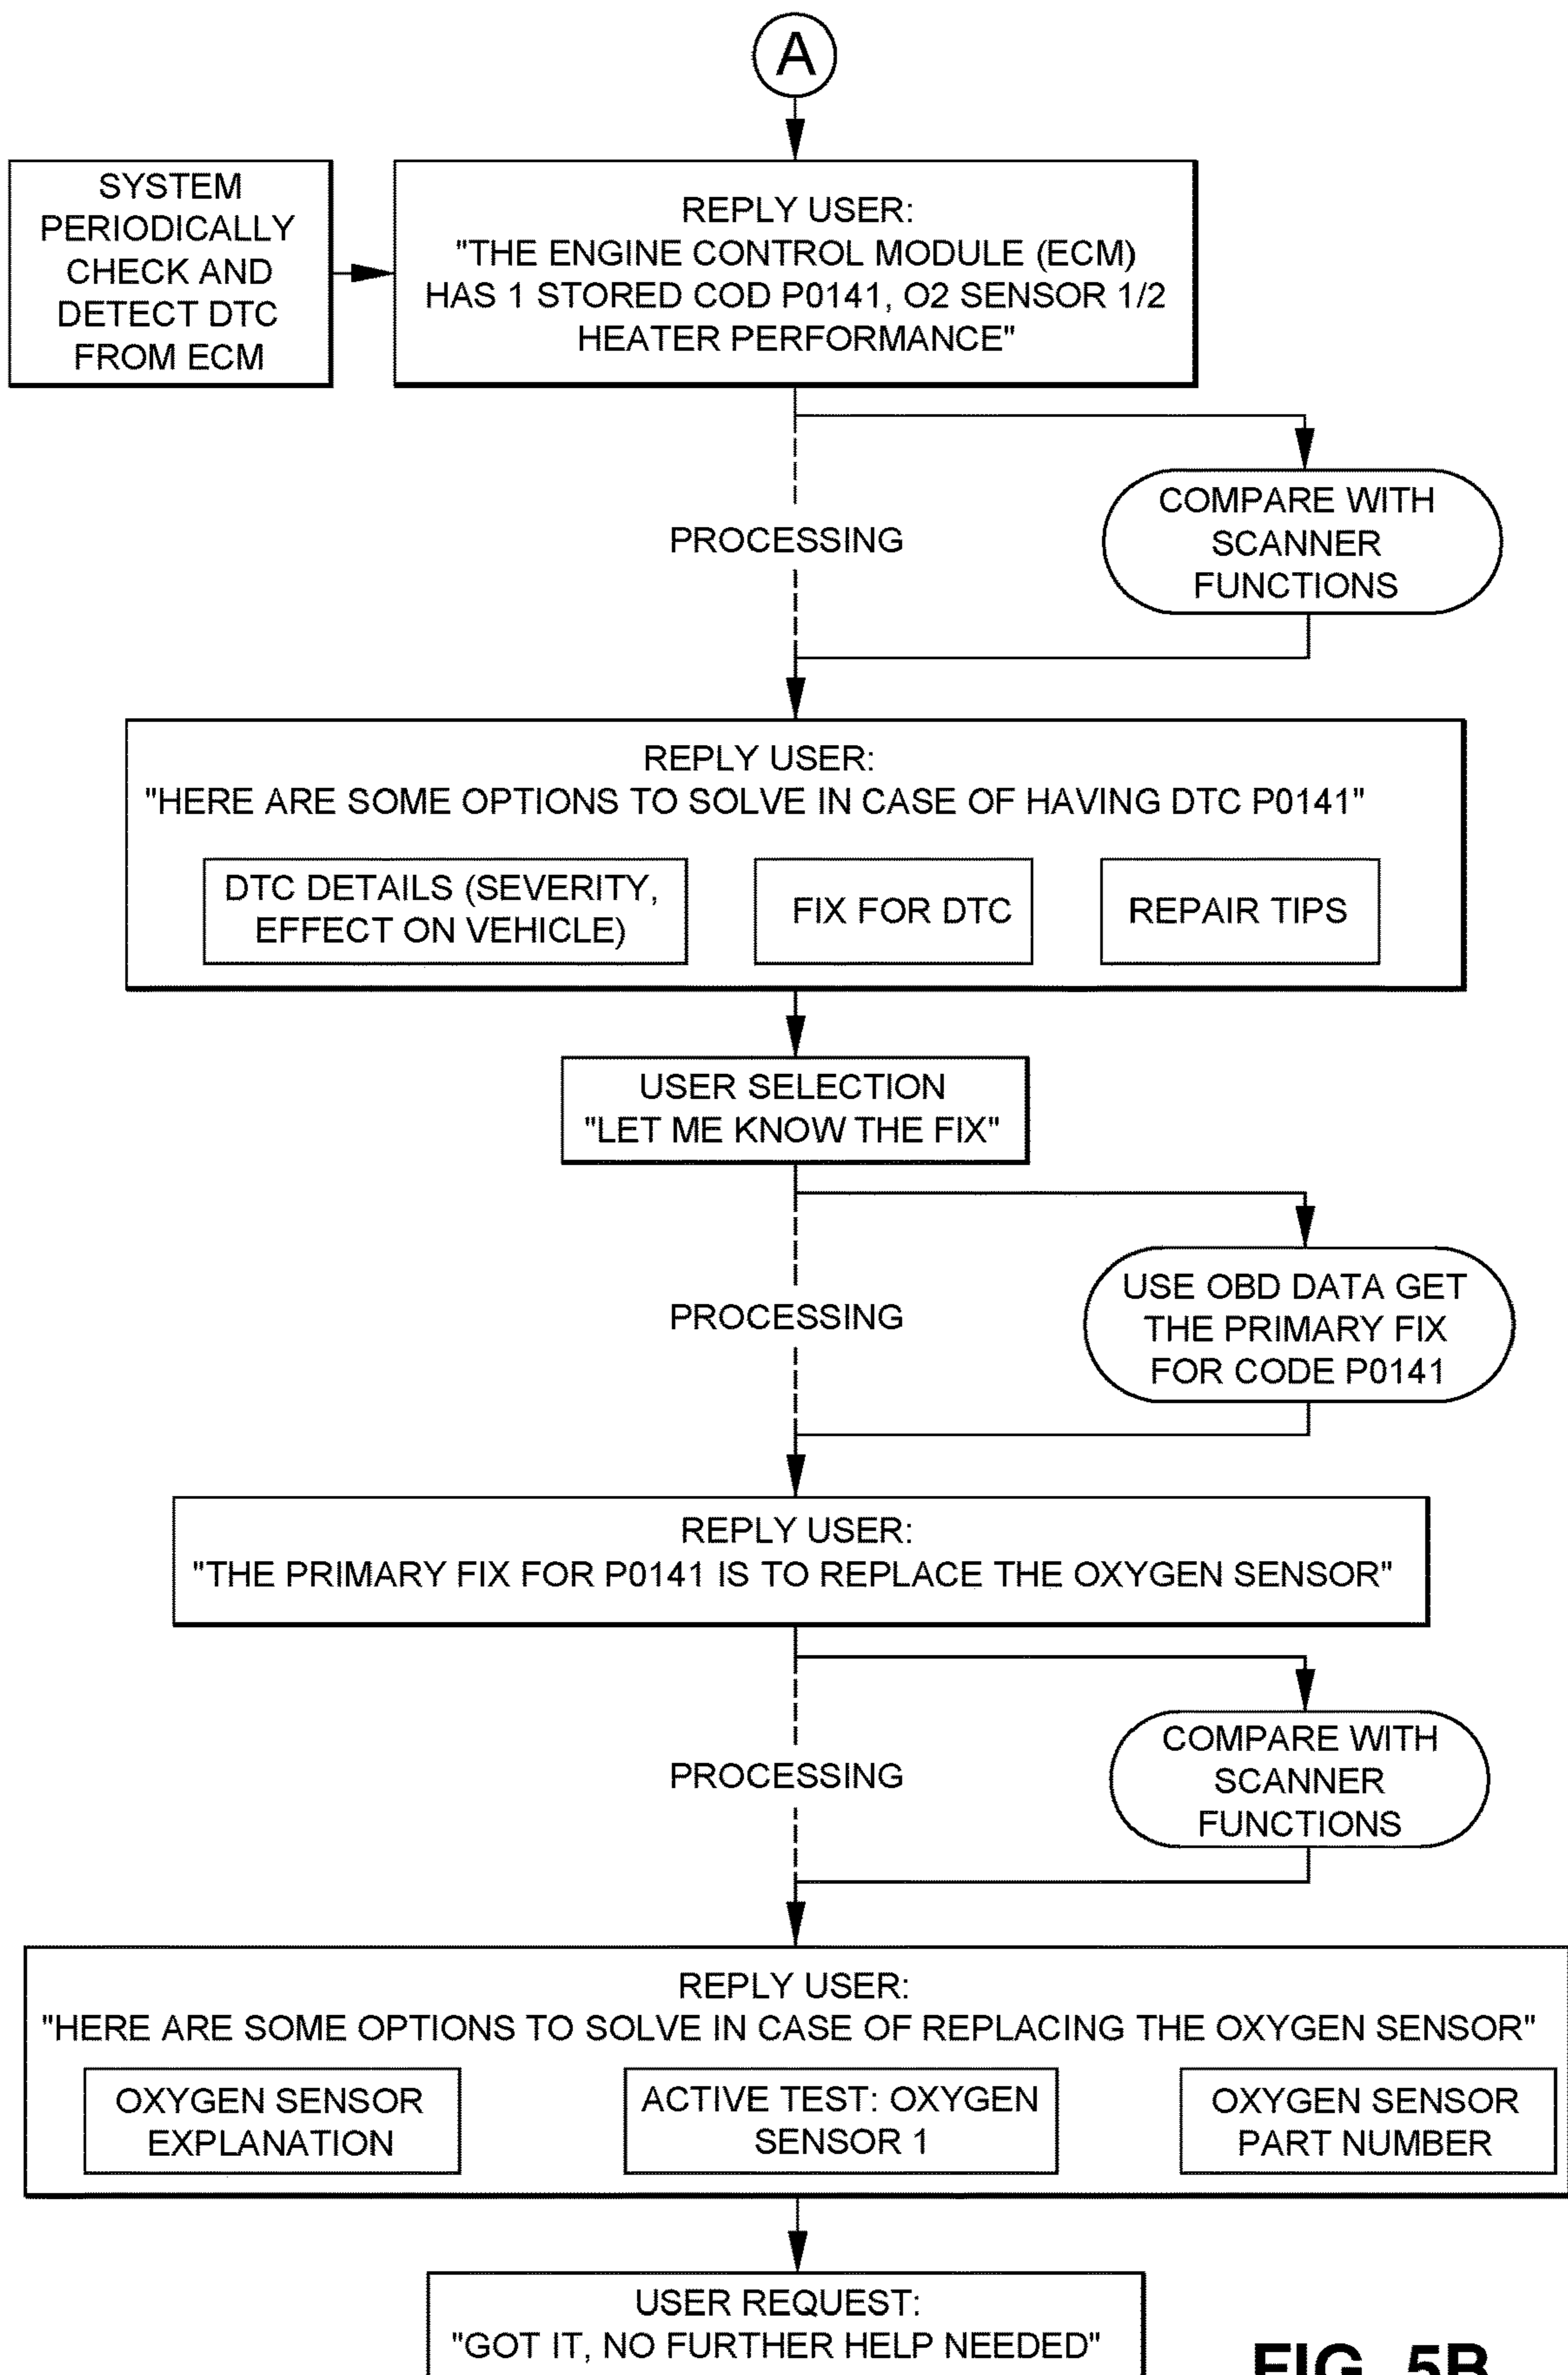 A
SYSTEM
PERIODICALLY
CHECK AND
DETECT DTC
FROM ECM
REPLY USER:
"THE ENGINE CONTROL MODULE (ECM)
HAS 1 STORED COD P0141, O2 SENSOR 1/2
HEATER PERFORMANCE"
PROCESSING
COMPARE WITH
SCANNER
FUNCTIONS
REPLY USER:
"HERE ARE SOME OPTIONS TO SOLVE IN CASE OF HAVING DTC P0141"
DTC DETAILS (SEVERITY,
EFFECT ON VEHICLE)
FIX FOR DTC
REPAIR TIPS
USER SELECTION
"LET ME KNOW THE FIX"
PROCESSING
USE OBD DATA GET
THE PRIMARY FIX
FOR CODE P0141
REPLY USER:
"THE PRIMARY FIX FOR P0141 IS TO REPLACE THE OXYGEN SENSOR"
PROCESSING
COMPARE WITH
SCANNER
FUNCTIONS
REPLY USER:
"HERE ARE SOME OPTIONS TO SOLVE IN CASE OF REPLACING THE OXYGEN SENSOR"
OXYGEN SENSOR
EXPLANATION
ACTIVE TEST: OXYGEN
SENSOR 1
OXYGEN SENSOR
PART NUMBER
USER REQUEST:
"GOT IT, NO FURTHER HELP NEEDED"
FIG. 5B